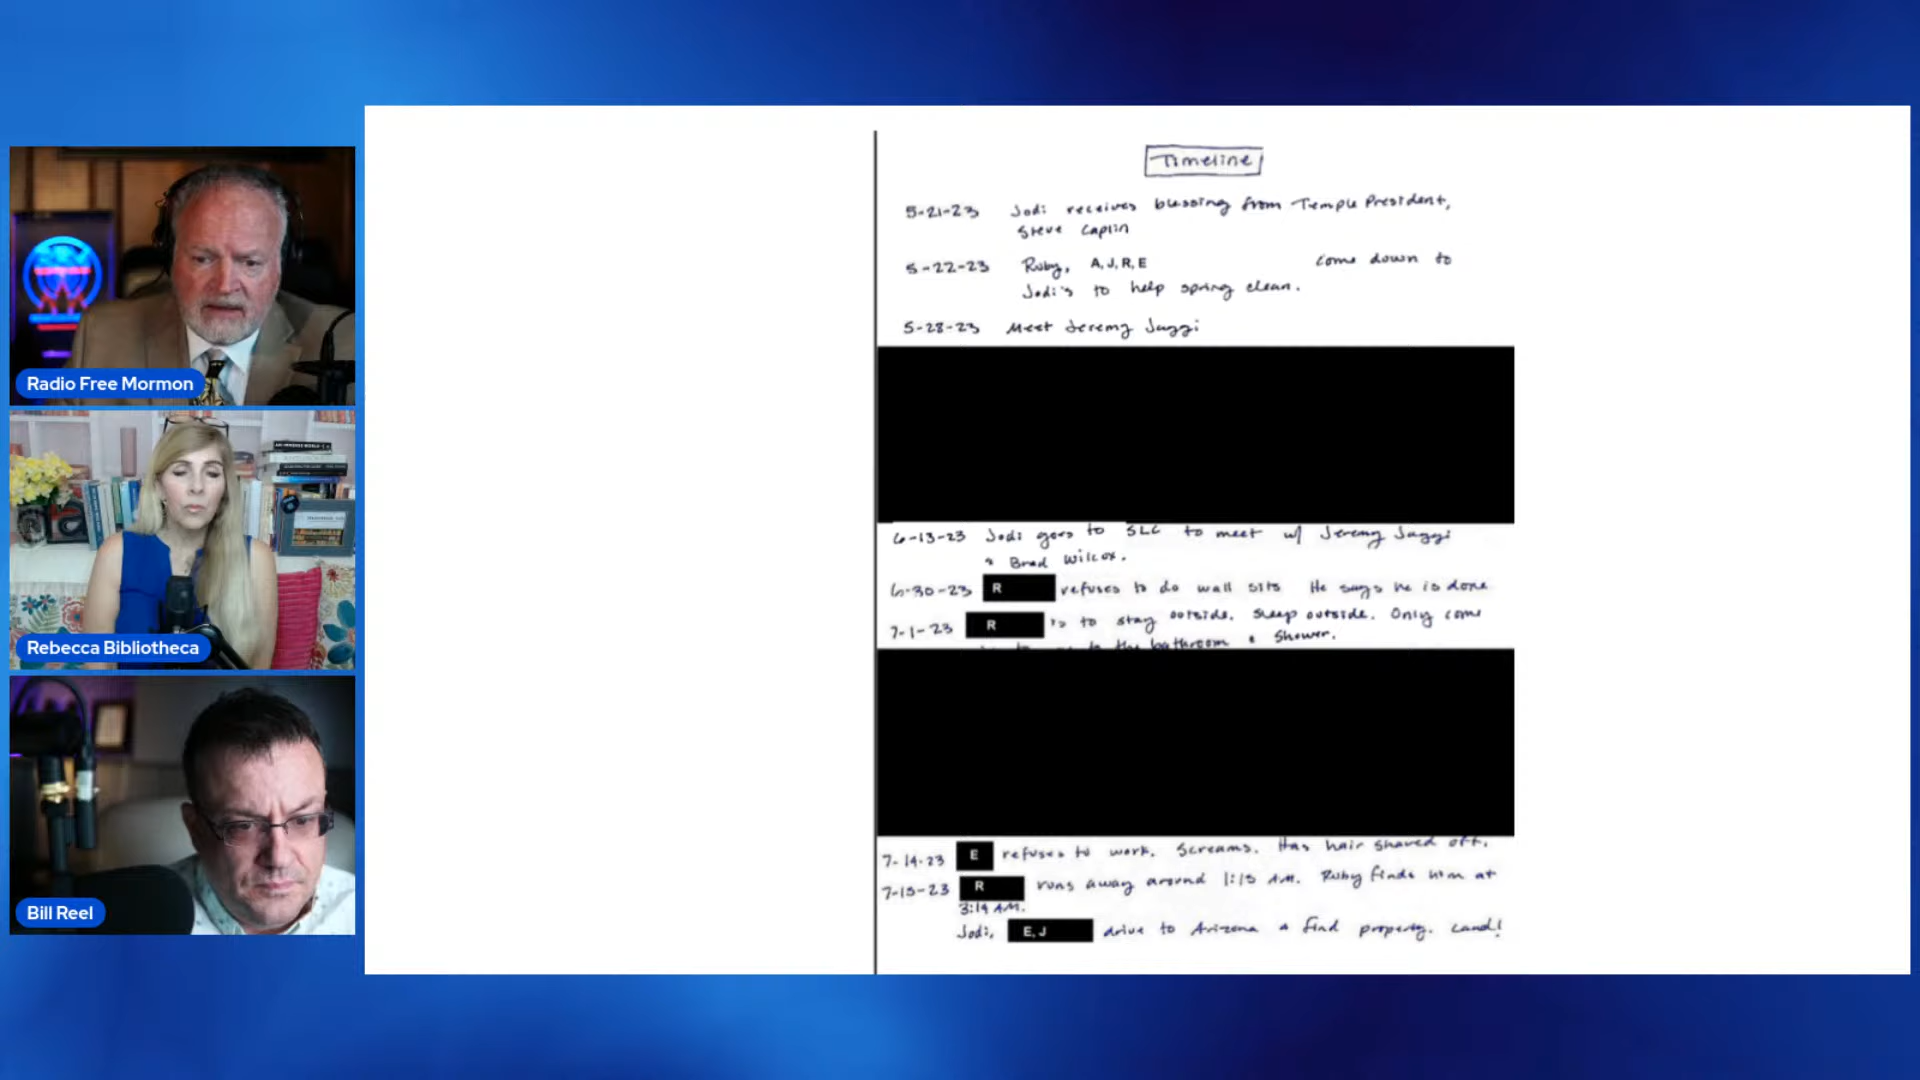 Radio Free Mormon
Rebecca Bibliotheca
Bill Reel
Timeline
5-21-23 Jodi receives blessing from Temple President,
Steve Caplin
5-22-23 Ruby, A, J, R, E come down to
Jodi's to help spring clean.
5-28-23 Meet Jeremy Jaggi
6-13-23 Jodi goes to SLC to meet w/ Jeremy Jaggi
& Brad Wilcox.
6-30-23 R refuses to do wall sits He says he is done
7-1-23 R is to stay outside. Sleep outside. Only come
to the bathroom & shower.
7-14-23 E refuses to work. Screams. Has hair shaved off.
7-15-23 R runs away around 1:15 AM. Ruby finds him at
3:14 AM.
Jodi, E, J drive to Arizona & find property. Land!